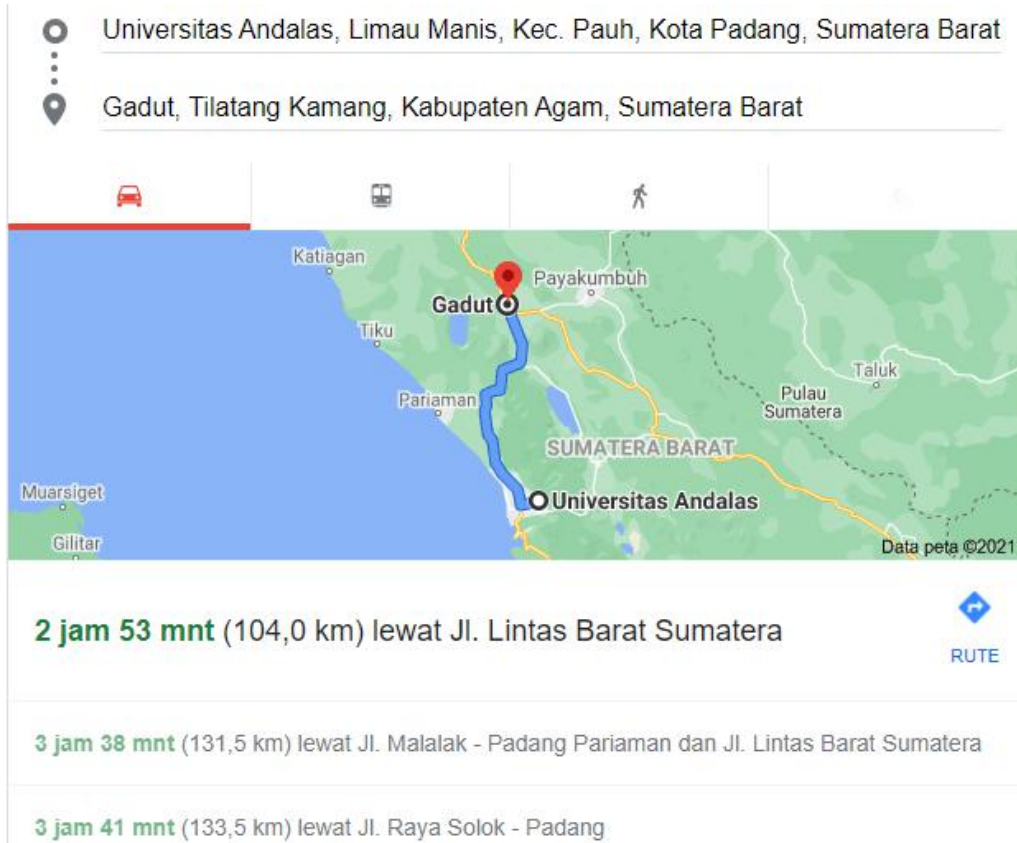 Universitas Andalas, Limau Manis, Kec. Pauh, Kota Padang, Sumatera Barat
Gadut, Tilatang Kamang, Kabupaten Agam, Sumatera Barat
Katiagan
Payakumbuh
Gadut
Tiku
Taluk
Pulau
Sumatera
Pariaman
SUMATERA BARAT
Muarsiget
Universitas Andalas
Gilitar
Data peta ©2021
2 jam 53 mnt (104,0 km) lewat Jl. Lintas Barat Sumatera
RUTE
3 jam 38 mnt (131,5 km) lewat Jl. Malalak - Padang Pariaman dan Jl. Lintas Barat Sumatera
3 jam 41 mnt (133,5 km) lewat Jl. Raya Solok - Padang